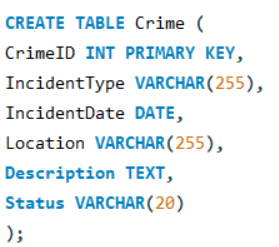 CREATE TABLE Crime (
CrimeID INT PRIMARY KEY,
IncidentType VARCHAR(255),
IncidentDate DATE,
Location VARCHAR(255),
Description TEXT,
Status VARCHAR(20)
);